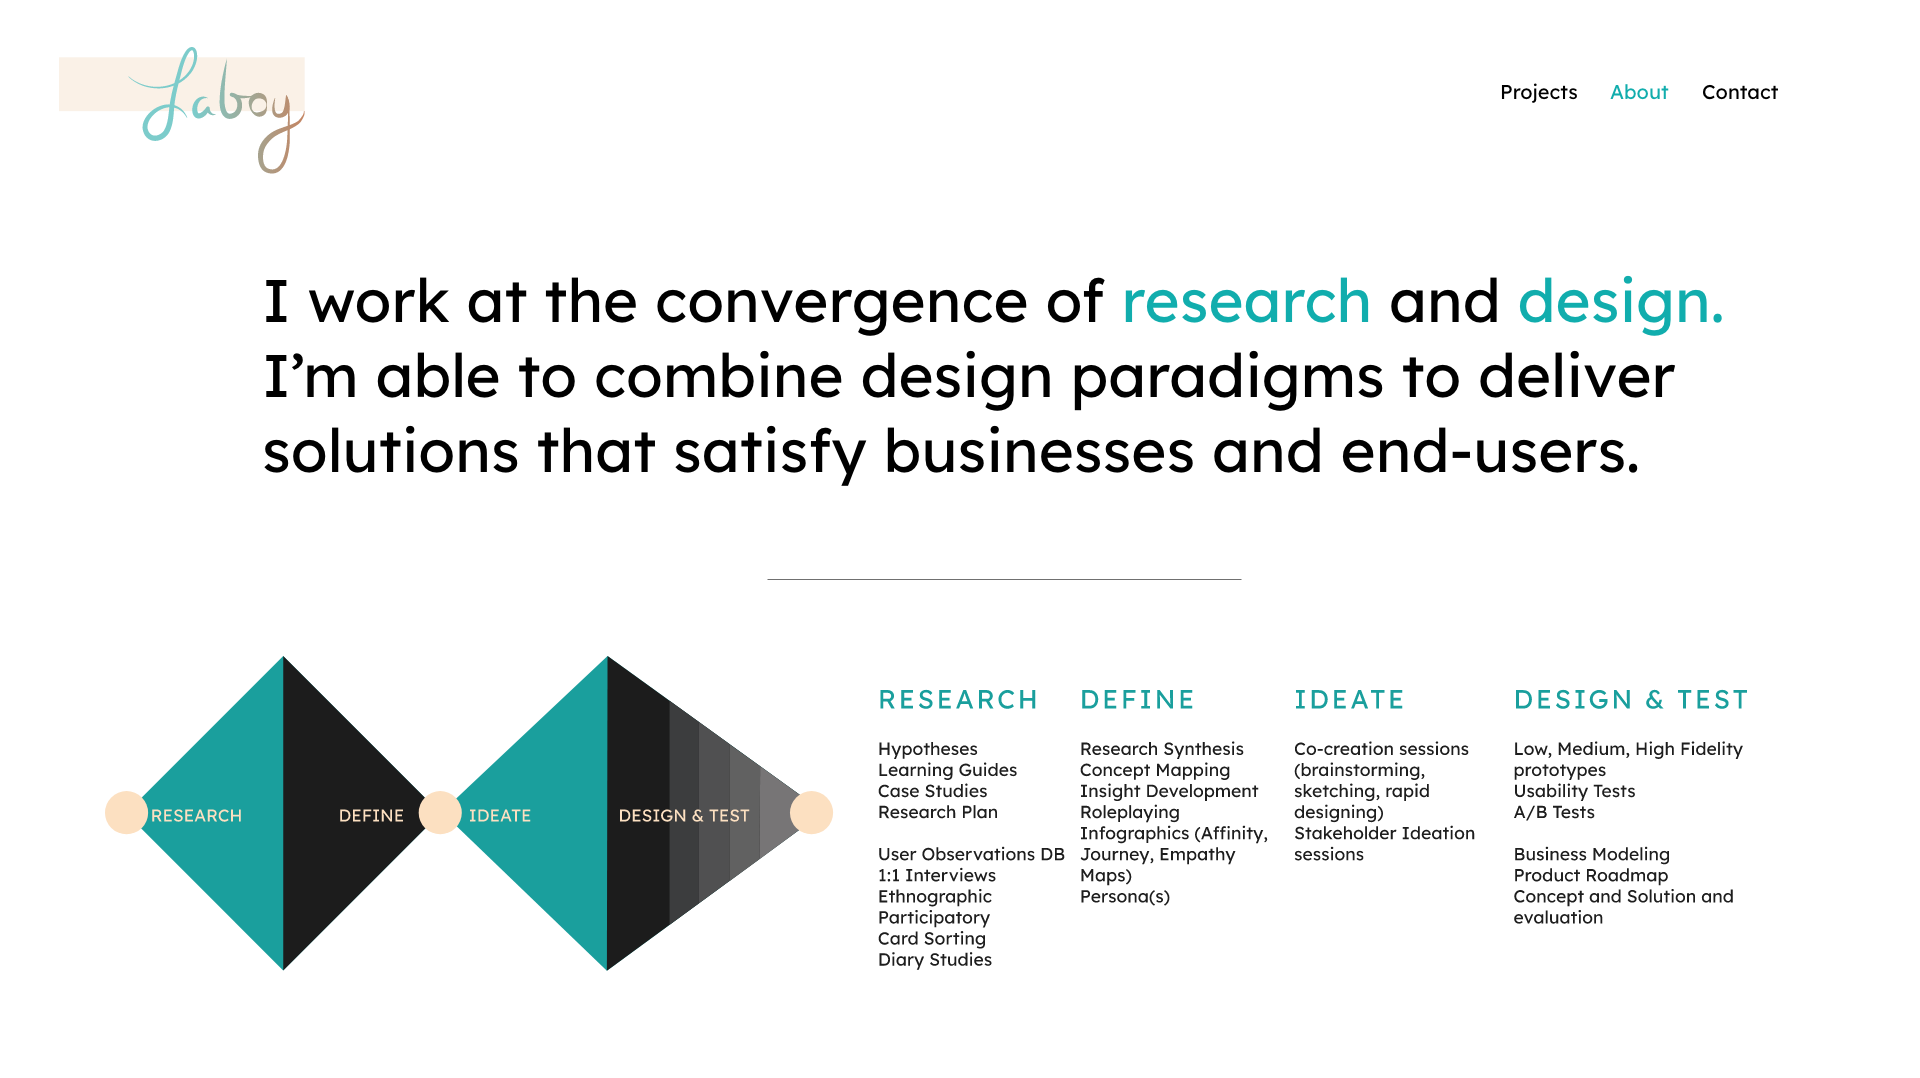 Laboy
Projects
About
Contact
I work at the convergence of research and design.
I’m able to combine design paradigms to deliver
solutions that satisfy businesses and end-users.
RESEARCH
DEFINE
IDEATE
DESIGN & TEST
RESEARCH
Hypotheses
Learning Guides
Case Studies
Research Plan
User Observations DB
1:1 Interviews
Ethnographic
Participatory
Card Sorting
Diary Studies
DEFINE
Research Synthesis
Concept Mapping
Insight Development
Roleplaying
Infographics (Affinity,
Journey, Empathy
Maps)
Persona(s)
IDEATE
Co-creation sessions
(brainstorming,
sketching, rapid
designing)
Stakeholder Ideation
sessions
DESIGN & TEST
Low, Medium, High Fidelity
prototypes
Usability Tests
A/B Tests
Business Modeling
Product Roadmap
Concept and Solution and
evaluation